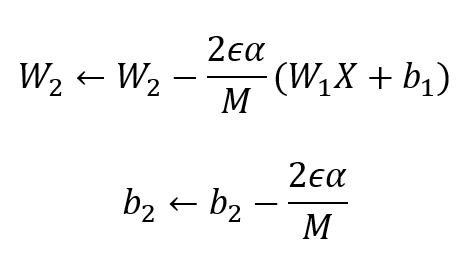 W₂ ← W₂ − 2ϵα/M (W₁X + b₁)
b₂ ← b₂ − 2ϵα/M